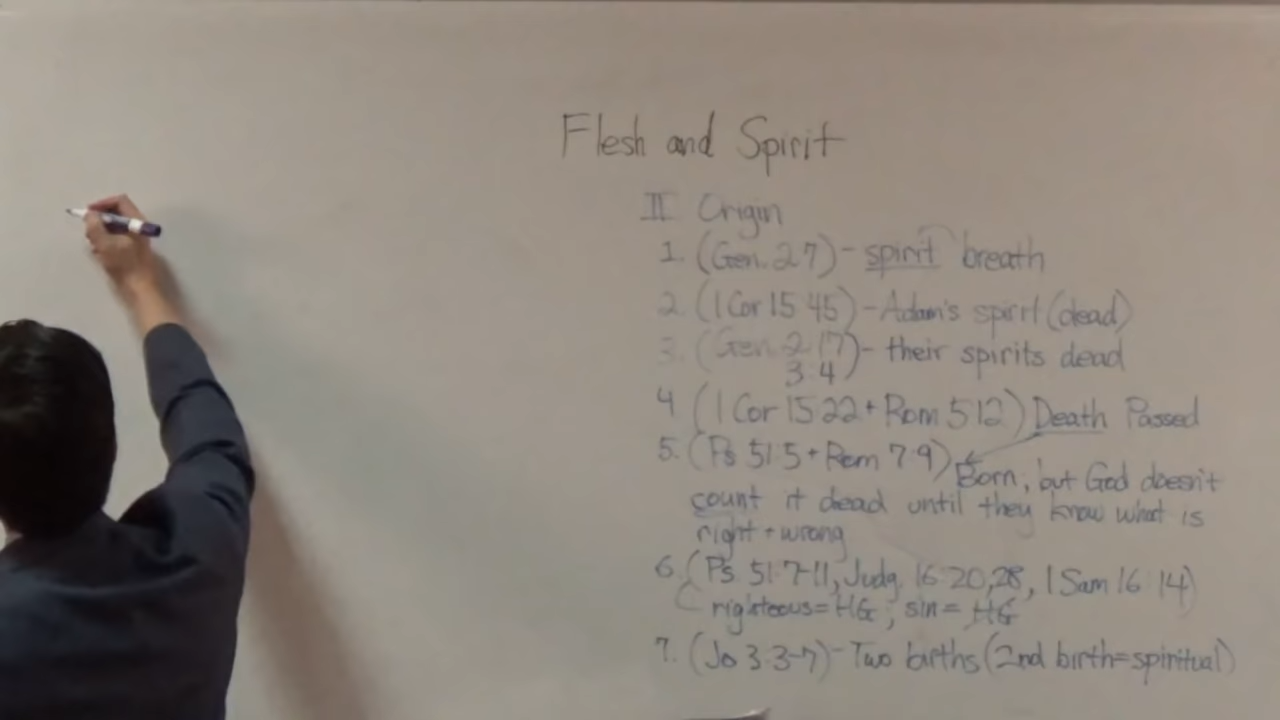 Flesh and Spirit
II Origin
1. (Gen. 2:7) - spirit breath
2. (1 Cor 15:45) - Adam's spirit (dead)
3. (Gen. 2:17) - their spirits dead
3:4
4 (1 Cor 15:22 + Rom 5:12) Death Passed
5. (Ps 51:5 + Rom 7:9) Born, but God doesn't
count it dead until they know what is
right + wrong
6. (Ps 51:7-11, Judg. 16:20,28, 1 Sam 16:14)
righteous = HG; sin = HG
7. (Jo 3:3-7) - Two births (2nd birth=spiritual)